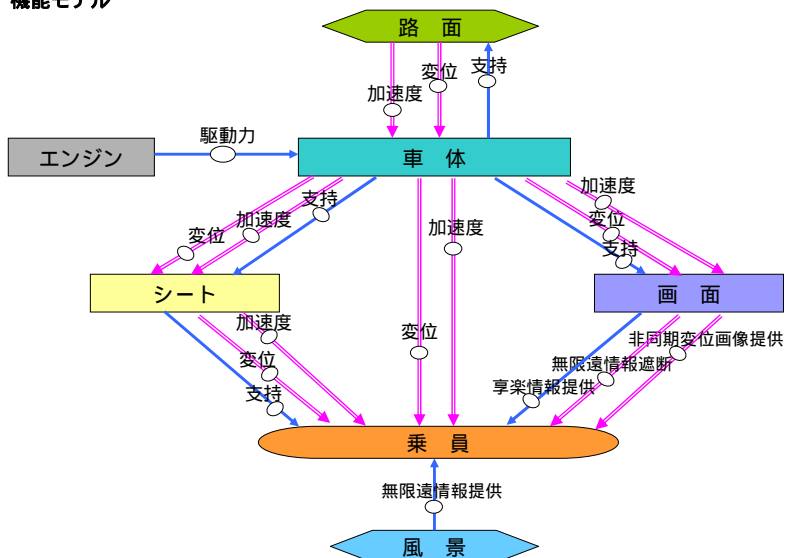 機能モデル
路 面
加速度
変位
支持
エンジン
駆動力
車 体
変位
加速度
支持
変位
加速度
加速度
変位
支持
シート
画 面
加速度
変位
支持
非同期変位画像提供
無限遠情報遮断
享楽情報提供
乗 員
無限遠情報提供
風 景